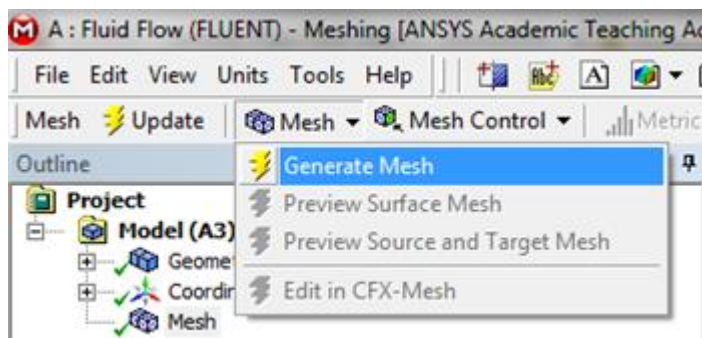 A : Fluid Flow (FLUENT) - Meshing [ANSYS Academic Teaching
File Edit View Units Tools Help
Mesh Update Mesh Mesh Control Metric
Outline
Generate Mesh
Project
Preview Surface Mesh
Model (A3)
Preview Source and Target Mesh
Geome
Coordin
Edit in CFX-Mesh
Mesh